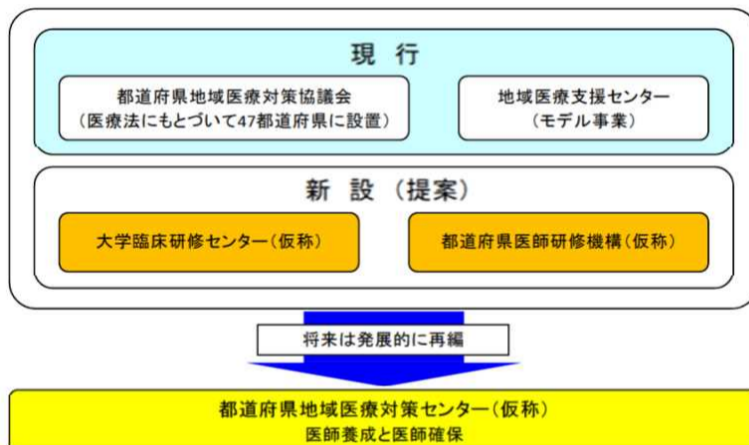 現 行
都道府県地域医療対策協議会
（医療法にもとづいて47都道府県に設置）
地域医療支援センター
（モデル事業）
新 設（提案）
大学臨床研修センター（仮称）
都道府県医師研修機構（仮称）
将来は発展的に再編
都道府県地域医療対策センター（仮称）
医師養成と医師確保